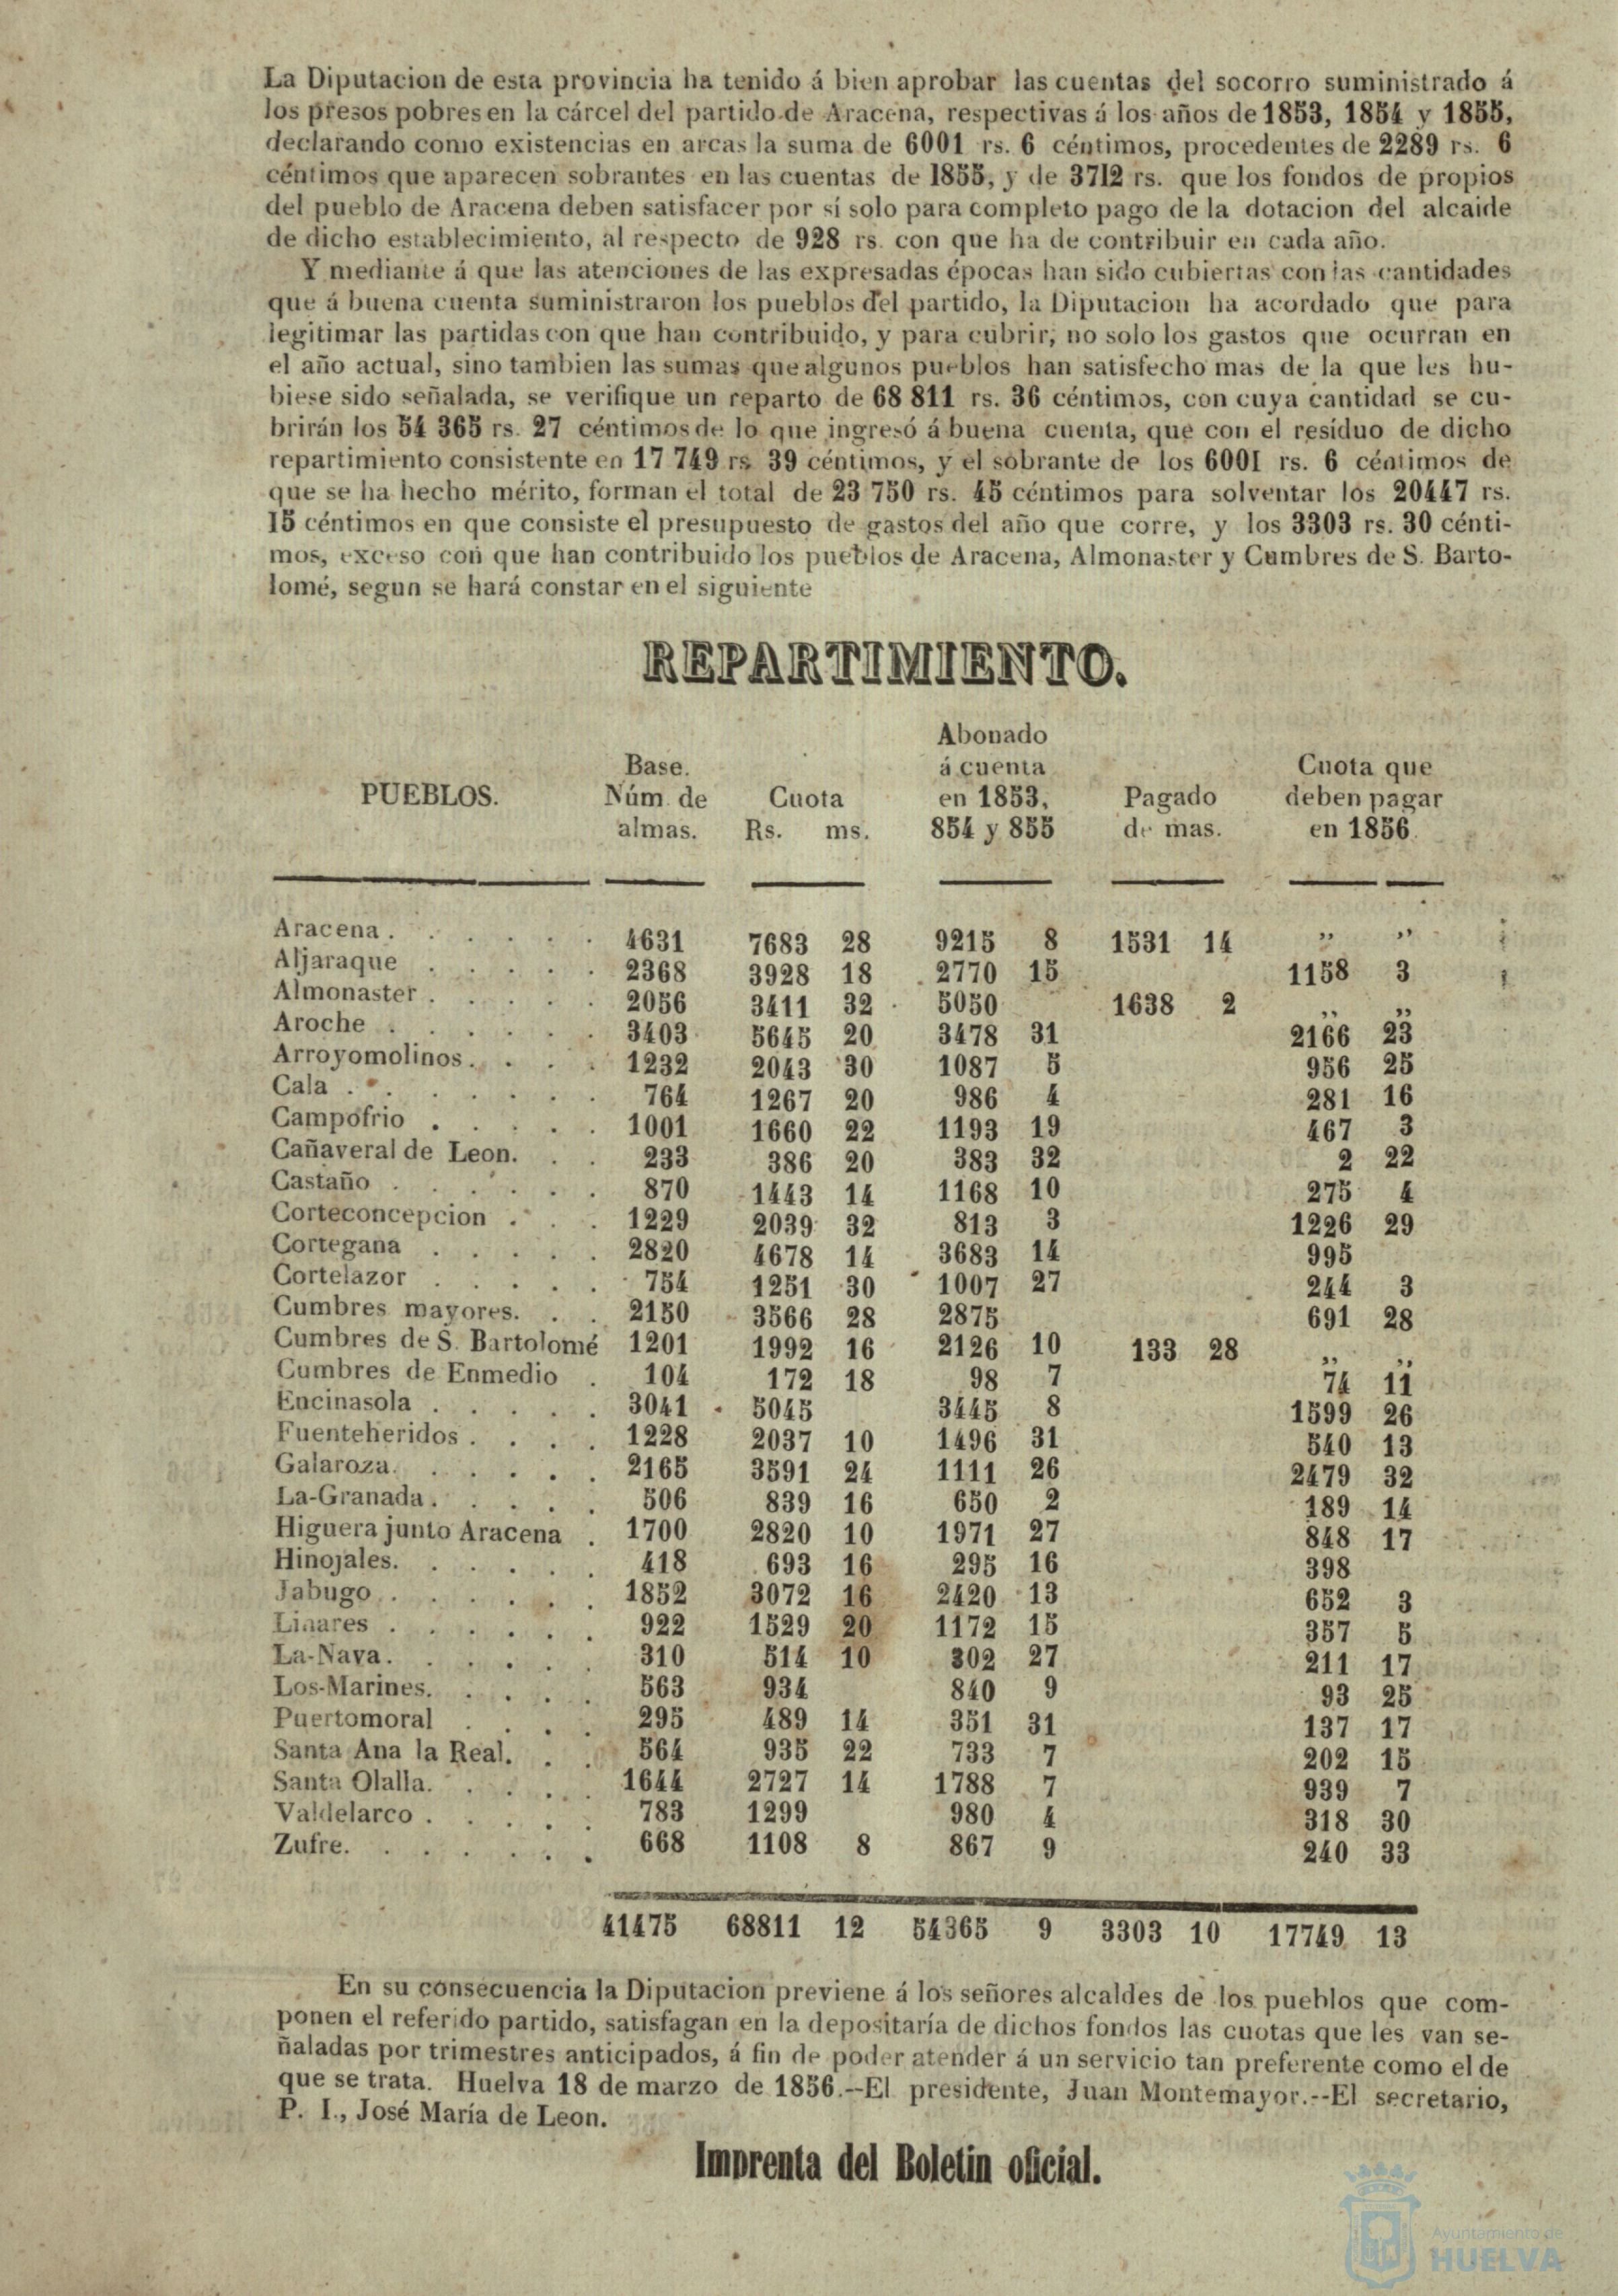 La Diputacion de esta provincia ha tenido á bien aprobar las cuentas del socorro suministrado á
los presos pobres en la cárcel del partido de Aracena, respectivas á los años de 1853, 1854 y 1855,
declarando como existencias en arcas la suma de 6001 rs. 6 céntimos, procedentes de 2289 rs. 6
céntimos que aparecen sobrantes en las cuentas de 1855, y de 3712 rs. que los fondos de propios
del pueblo de Aracena deben satisfacer por sí solo para completo pago de la dotacion del alcaide
de dicho establecimiento, al respecto de 928 rs. con que ha de contribuir en cada año.
Y mediante á que las atenciones de las expresadas épocas han sido cubiertas con las cantidades
que á buena cuenta suministraron los pueblos del partido, la Diputacion ha acordado que para
legitimar las partidas con que han contribuido, y para cubrir, no solo los gastos que ocurran en
el año actual, sino tambien las sumas que algunos pueblos han satisfecho mas de la que les hu-
biese sido señalada, se verifique un reparto de 68 811 rs. 36 céntimos, con cuya cantidad se cu-
brirán los 54 365 rs. 27 céntimos de lo que ingresó á buena cuenta, que con el resíduo de dicho
repartimiento consistente en 17 749 rs 39 céntimos, y el sobrante de los 6001 rs. 6 céntimos de
que se ha hecho mérito, forman el total de 23 750 rs. 45 céntimos para solventar los 20447 rs.
15 céntimos en que consiste el presupuesto de gastos del año que corre, y los 3303 rs. 30 cénti-
mos, exceso con que han contribuido los pueblos de Aracena, Almonaster y Cumbres de S. Barto-
lomé, segun se hará constar en el siguiente
REPARTIMIENTO.
PUEBLOS. Base. Núm. de almas. Cuota Rs. ms. Abonado á cuenta en 1853, 854 y 855 Pagado de mas. Cuota que deben pagar en 1856.
Aracena . . . . . . 4631 7683 28 9215 8 1531 14 ,, ,,
Aljaraque . . . . . 2368 3928 18 2770 15 1158 3
Almonaster . . . . . 2056 3411 32 5050 1638 2 ,, ,,
Aroche . . . . . . 3403 5645 20 3478 31 2166 23
Arroyomolinos. . . . 1232 2043 30 1087 5 956 25
Cala . . . . . . . 764 1267 20 986 4 281 16
Campofrio . . . . . 1001 1660 22 1193 19 467 3
Cañaveral de Leon. . . 233 386 20 383 32 2 22
Castaño . . . . . . 870 1443 14 1168 10 275 4
Corteconcepcion . . . 1229 2039 32 813 3 1226 29
Cortegana . . . . . 2820 4678 14 3683 14 995
Cortelazor . . . . . 754 1251 30 1007 27 244 3
Cumbres mayores. . . 2150 3566 28 2875 691 28
Cumbres de S. Bartolomé 1201 1992 16 2126 10 133 28 ,, ,,
Cumbres de Enmedio . 104 172 18 98 7 74 11
Encinasola . . . . . 3041 5045 3445 8 1599 26
Fuenteheridos . . . . 1228 2037 10 1496 31 540 13
Galaroza. . . . . . 2165 3591 24 1111 26 2479 32
La-Granada . . . . . 506 839 16 650 2 189 14
Higuera junto Aracena . 1700 2820 10 1971 27 848 17
Hinojales. . . . . . 418 693 16 295 16 398
Jabugo . . . . . . 1852 3072 16 2420 13 652 3
Linares . . . . . . 922 1529 20 1172 15 357 5
La-Nava. . . . . . 310 514 10 302 27 211 17
Los-Marines. . . . . 563 934 840 9 93 25
Puertomoral . . . . 295 489 14 351 31 137 17
Santa Ana la Real. . . 564 935 22 733 7 202 15
Santa Olalla. . . . . 1644 2727 14 1788 7 939 7
Valdelarco . . . . . 783 1299 980 4 318 30
Zufre. . . . . . . 668 1108 8 867 9 240 33
41475 68811 12 54365 9 3303 10 17749 13
En su consecuencia la Diputacion previene á los señores alcaldes de los pueblos que com-
ponen el referido partido, satisfagan en la depositaría de dichos fondos las cuotas que les van se-
ñaladas por trimestres anticipados, á fin de poder atender á un servicio tan preferente como el de
que se trata. Huelva 18 de marzo de 1856.--El presidente, Juan Montemayor.--El secretario,
P. I., José María de Leon.
Imprenta del Boletin oficial.
Ayuntamiento de
HUELVA